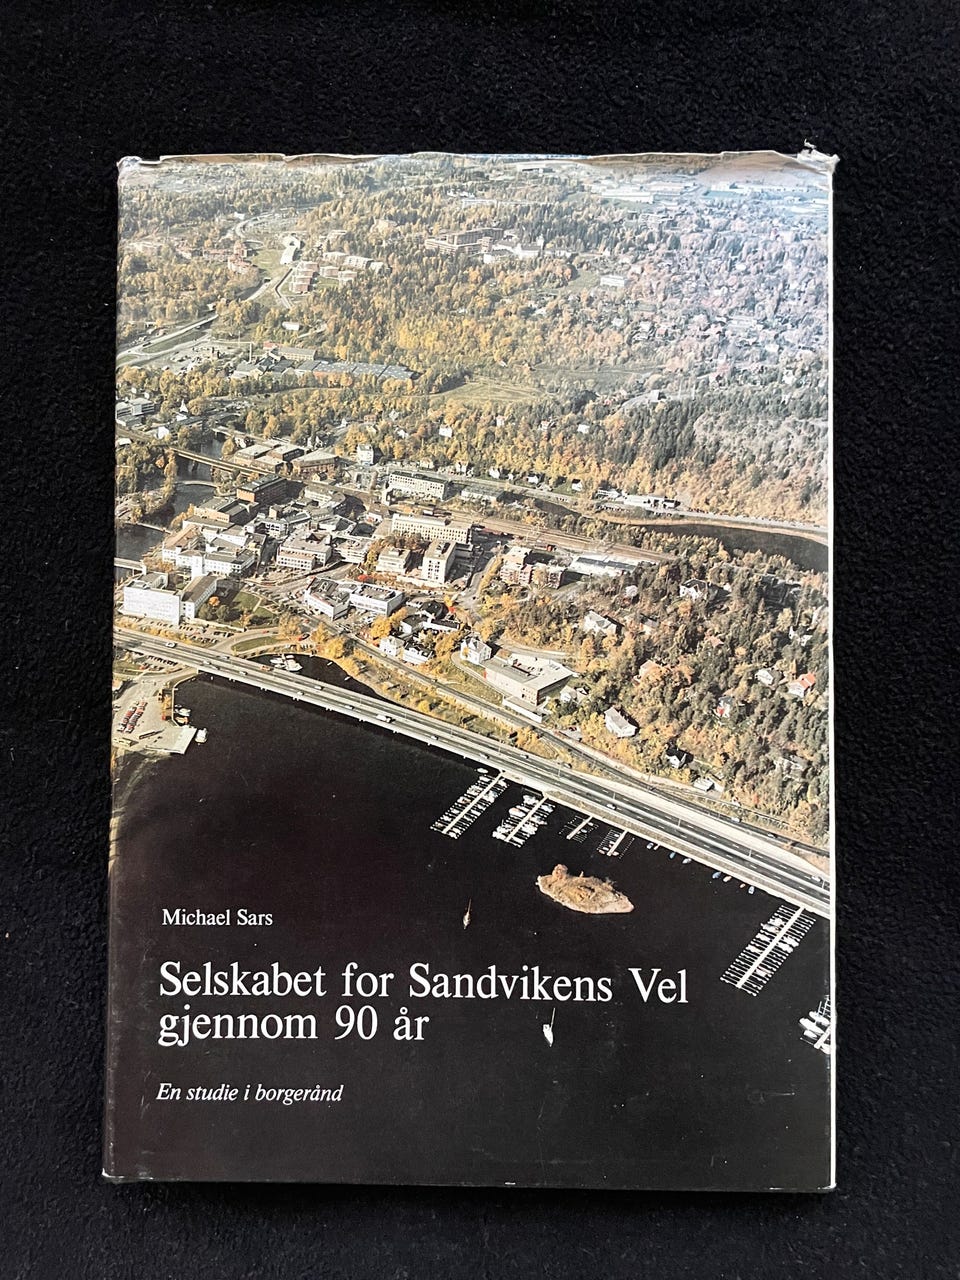 Michael Sars
Selskabet for Sandvikens Vel
gjennom 90 år
En studie i borgerånd